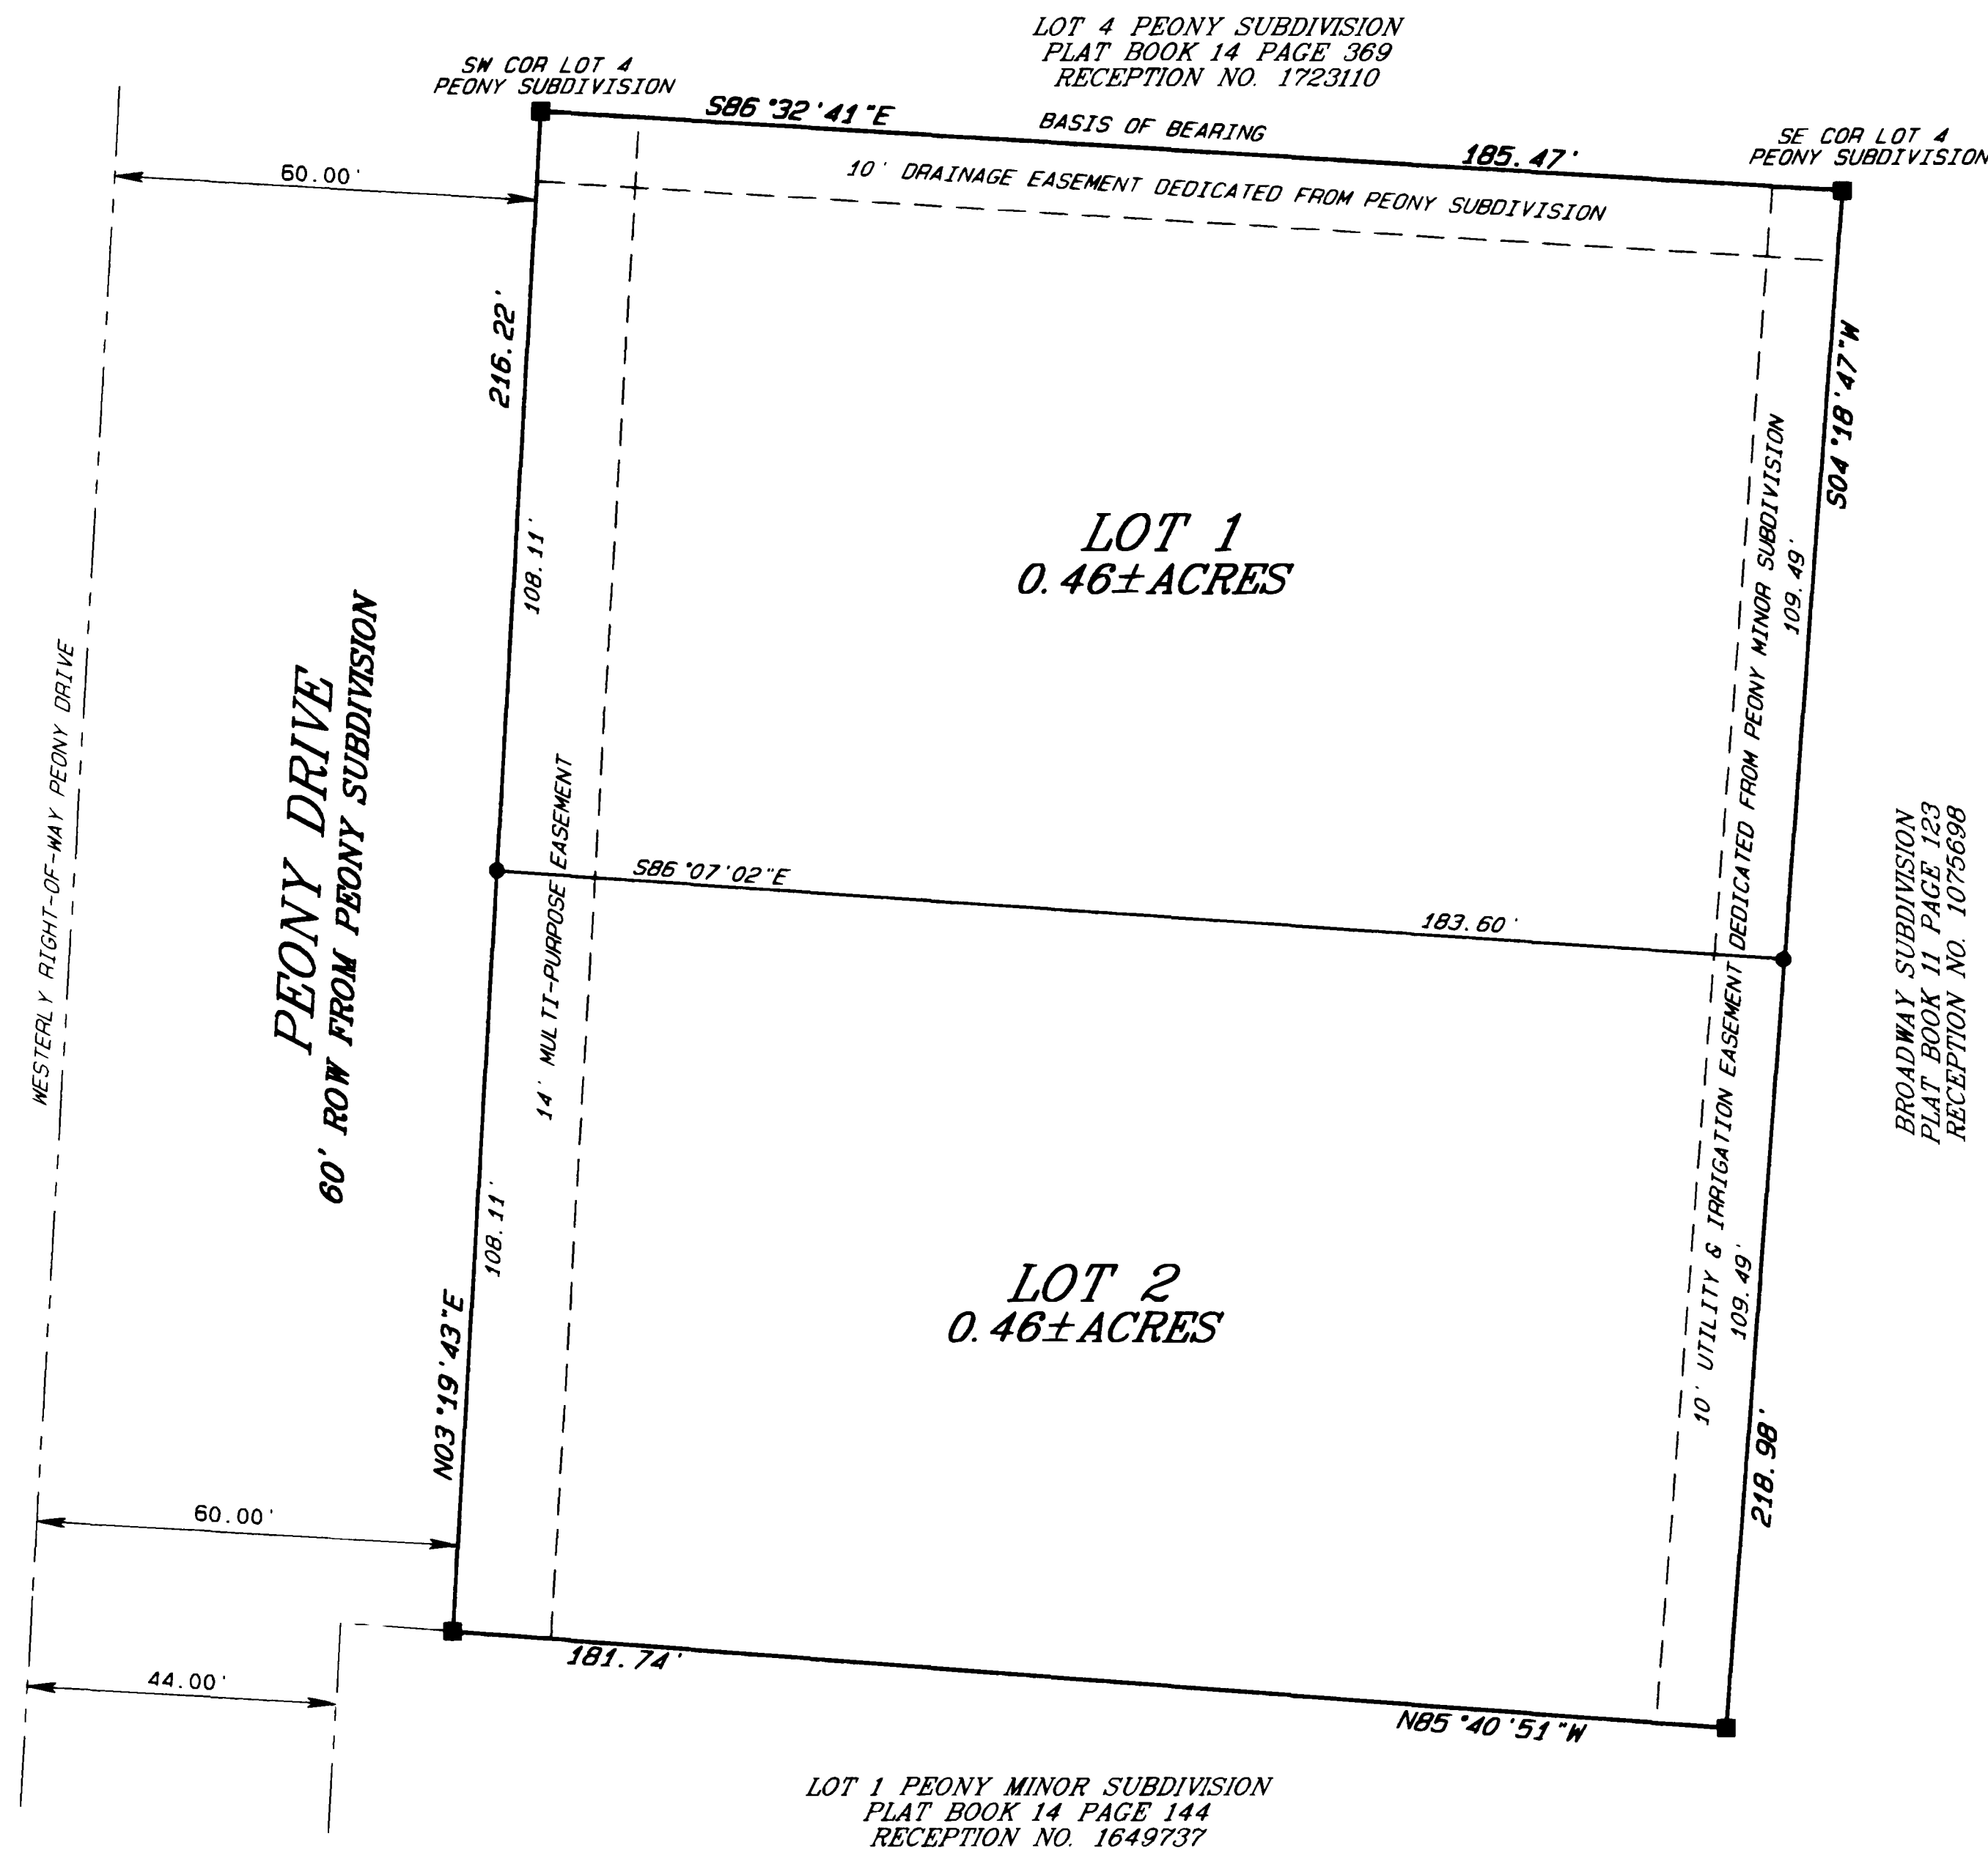 LOT 4 PEONY SUBDIVISION
PLAT BOOK 14 PAGE 369
RECEPTION NO. 1723110
SW COR LOT 4
PEONY SUBDIVISION
S86°32'41"E
BASIS OF BEARING
185.47'
SE COR LOT 4
PEONY SUBDIVISION
60.00'
10' DRAINAGE EASEMENT DEDICATED FROM PEONY SUBDIVISION
216.22'
S04°18'47"W
108.11'
LOT 1
0.46±ACRES
109.49'
WESTERLY RIGHT-OF-WAY PEONY DRIVE
PEONY DRIVE
60' ROW FROM PEONY SUBDIVISION
14' MULTI-PURPOSE EASEMENT
S86°07'02"E
183.60'
10' UTILITY & IRRIGATION EASEMENT DEDICATED FROM PEONY MINOR SUBDIVISION
BROADWAY SUBDIVISION
PLAT BOOK 11 PAGE 123
RECEPTION NO. 1075698
108.11'
LOT 2
0.46±ACRES
109.49'
N03°19'43"E
218.98'
60.00'
181.74'
44.00'
N85°40'51"W
LOT 1 PEONY MINOR SUBDIVISION
PLAT BOOK 14 PAGE 144
RECEPTION NO. 1649737